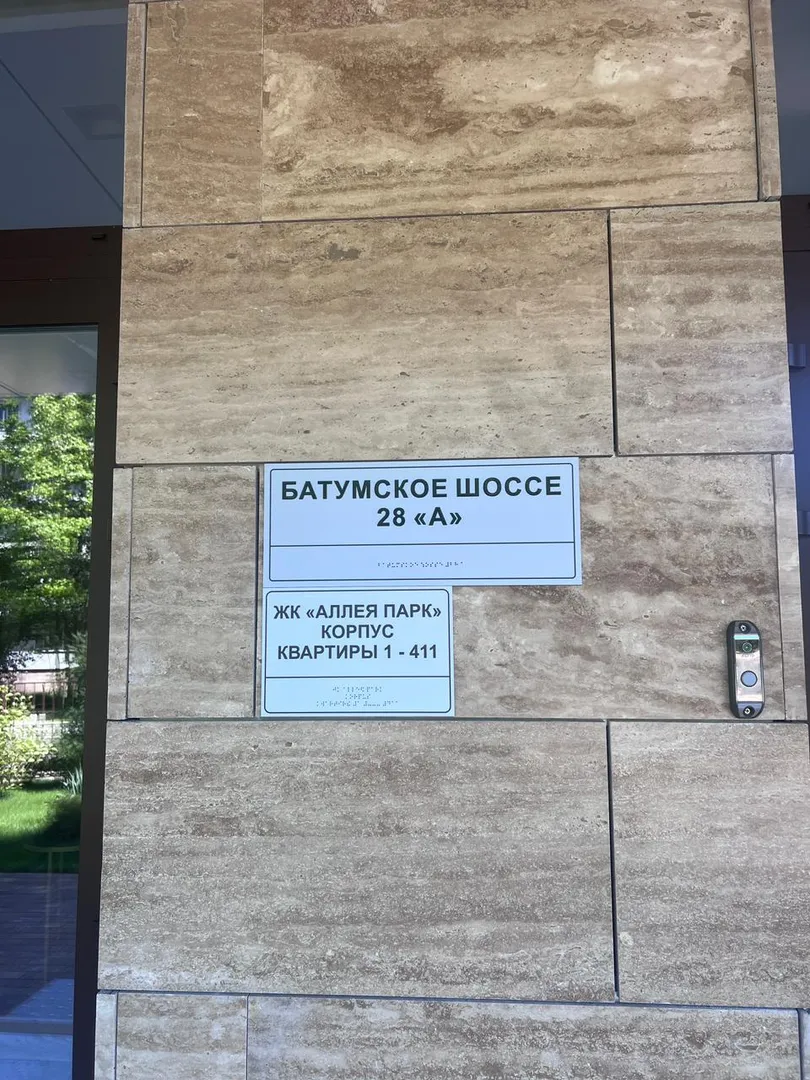 БАТУМСКОЕ ШОССЕ
28 «А»
ЖК «АЛЛЕЯ ПАРК»
КОРПУС
КВАРТИРЫ 1 - 411